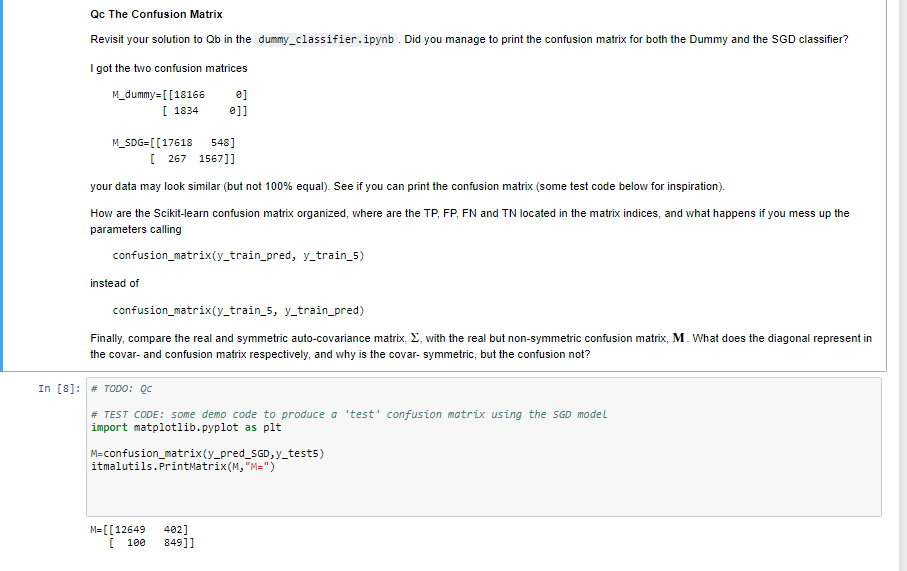 Qc The Confusion Matrix
Revisit your solution to Qb in the dummy_classifier.ipynb . Did you manage to print the confusion matrix for both the Dummy and the SGD classifier?
I got the two confusion matrices
M_dummy=[[18166     0]
[ 1834     0]]
M_SDG=[[17618   548]
[  267  1567]]
your data may look similar (but not 100% equal). See if you can print the confusion matrix (some test code below for inspiration).
How are the Scikit-learn confusion matrix organized, where are the TP, FP, FN and TN located in the matrix indices, and what happens if you mess up the
parameters calling
confusion_matrix(y_train_pred, y_train_5)
instead of
confusion_matrix(y_train_5, y_train_pred)
Finally, compare the real and symmetric auto-covariance matrix, Σ, with the real but non-symmetric confusion matrix, M. What does the diagonal represent in
the covar- and confusion matrix respectively, and why is the covar- symmetric, but the confusion not?
In [8]: # TODO: Qc
# TEST CODE: some demo code to produce a 'test' confusion matrix using the SGD model
import matplotlib.pyplot as plt
M=confusion_matrix(y_pred_SGD,y_test5)
itmalutils.PrintMatrix(M,"M=")
M=[[12649   402]
[  100   849]]